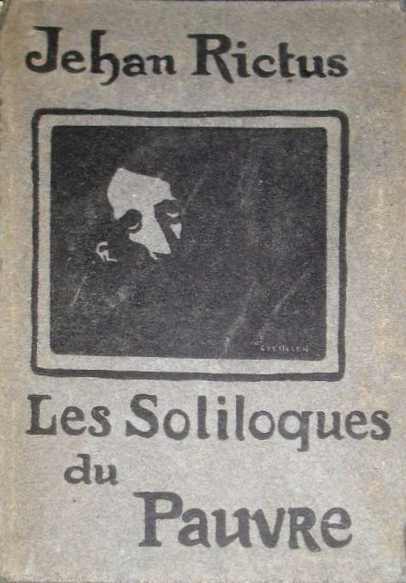 Jehan Rictus
STEINLEN
Les Soliloques
du
Pauvre